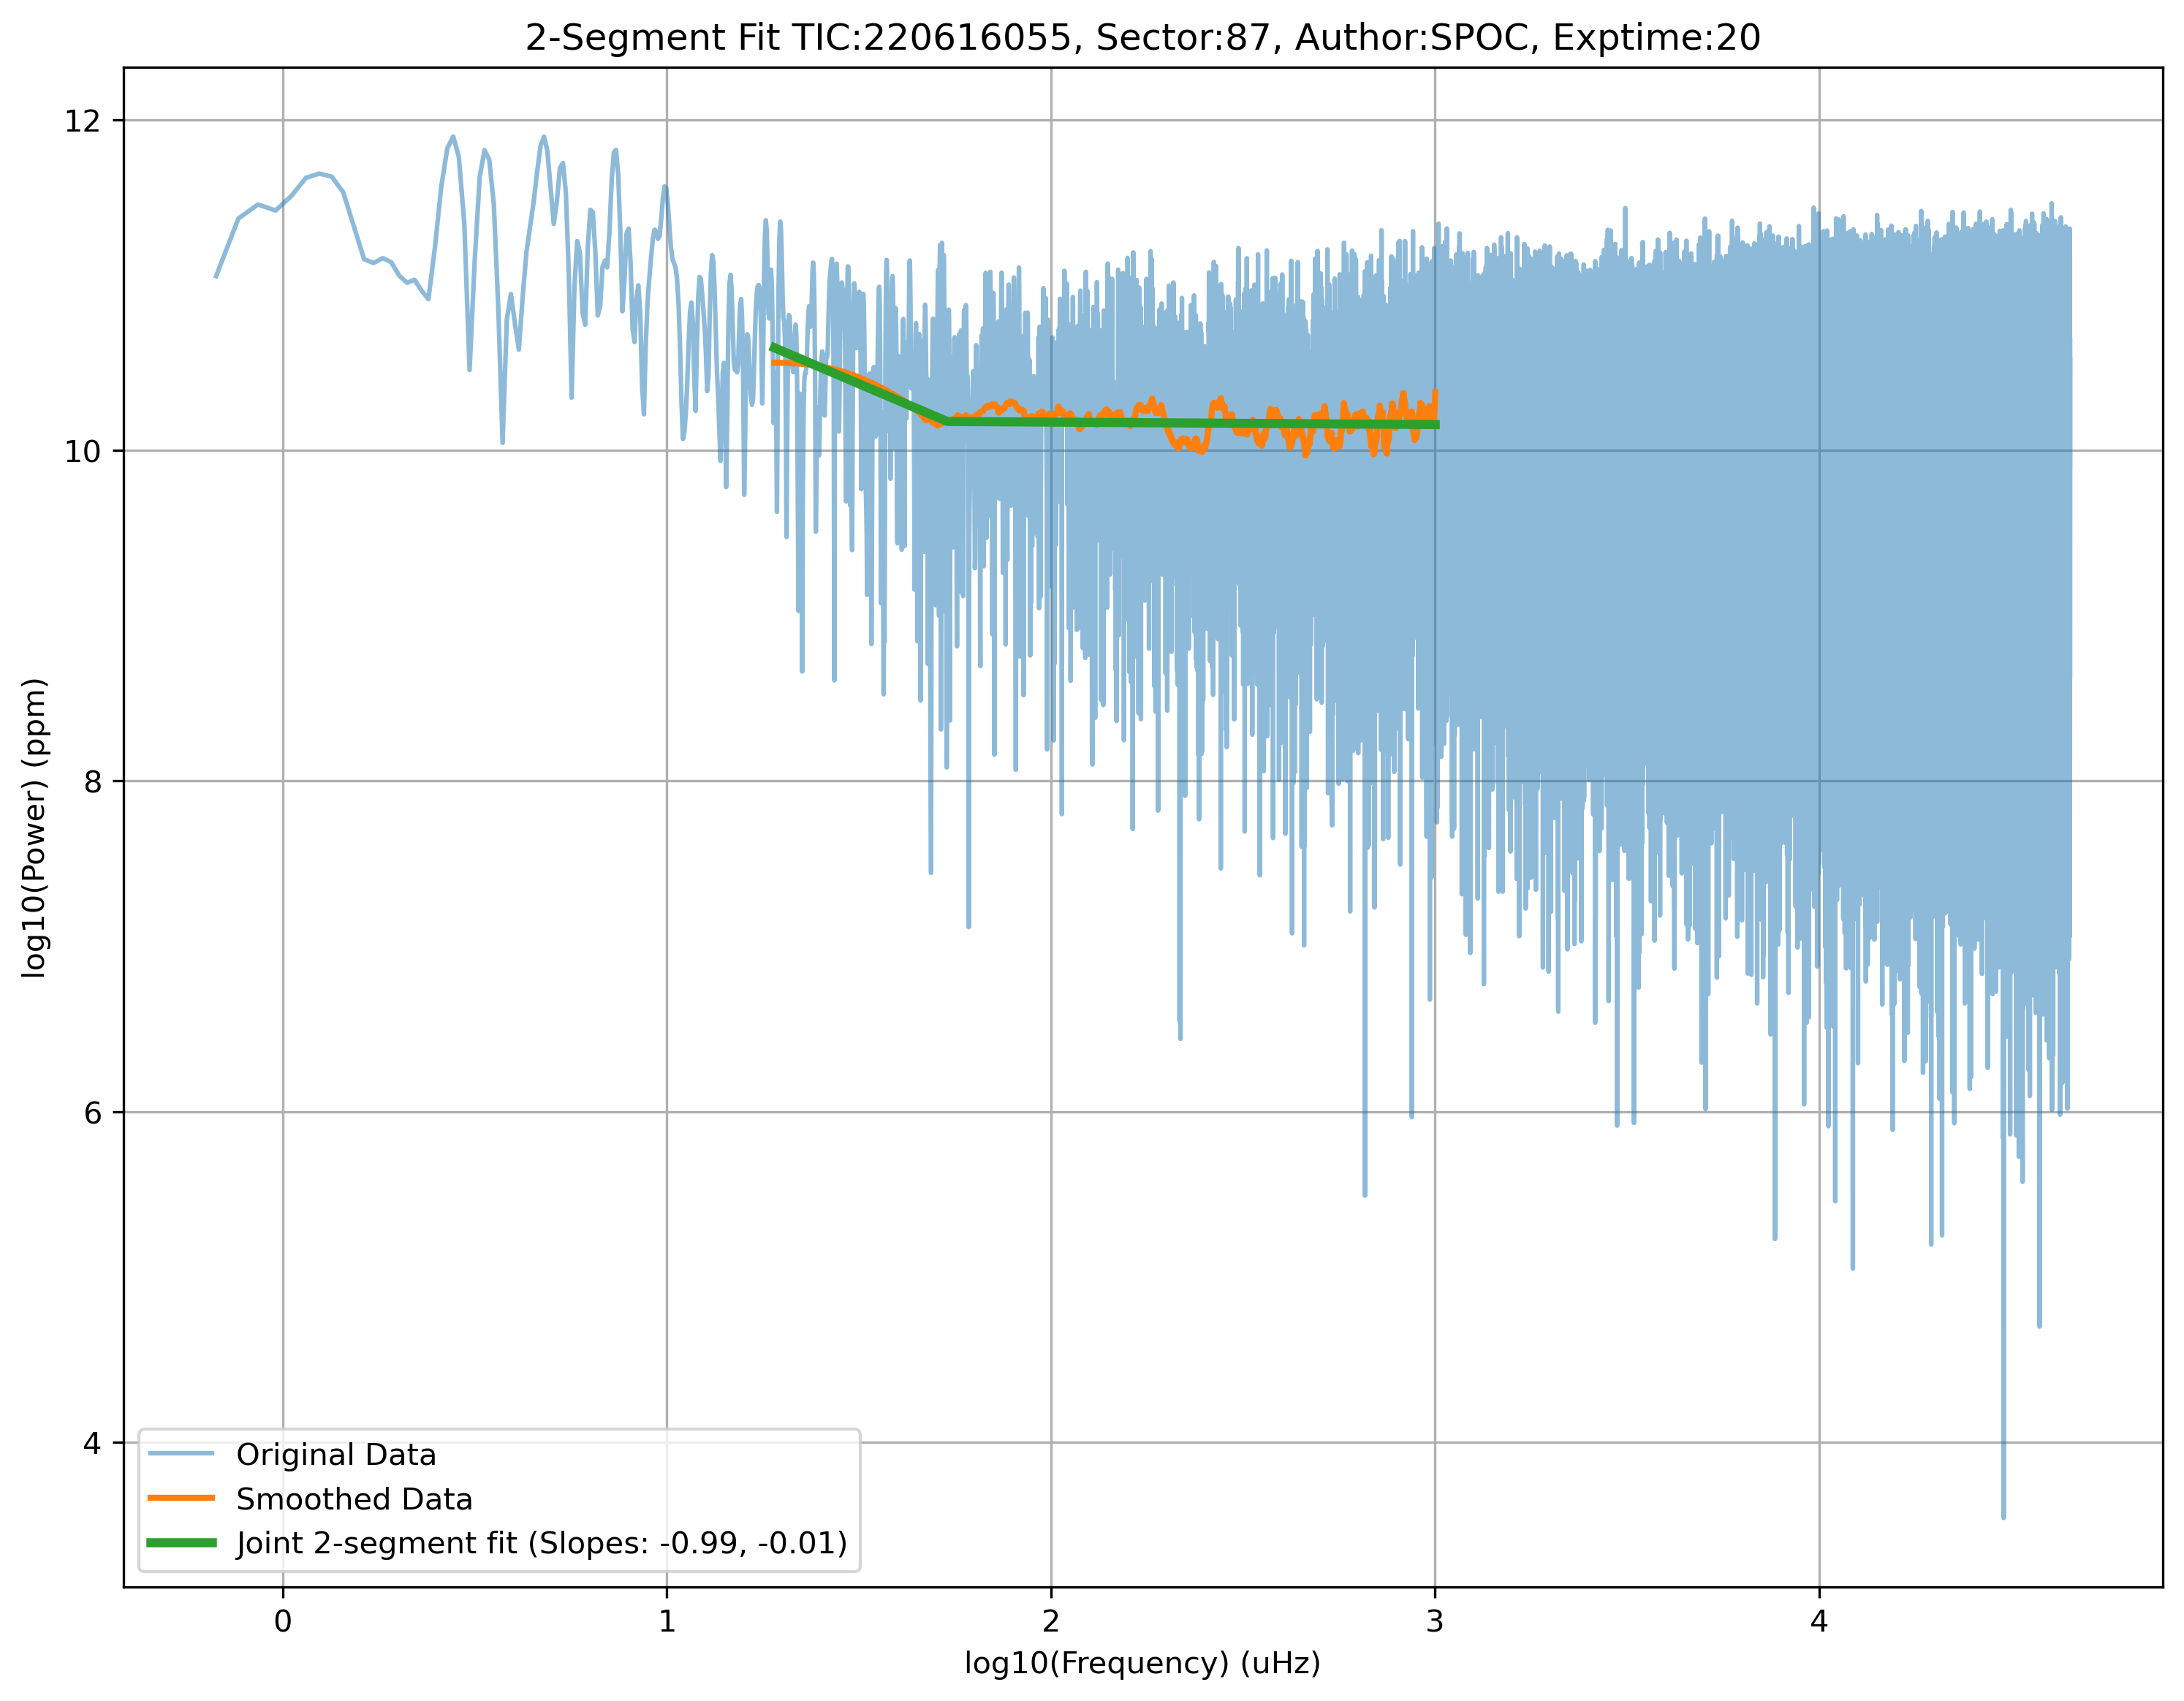 2-Segment Fit TIC:220616055, Sector:87, Author:SPOC, Exptime:20
log10(Power) (ppm)
12
10
8
6
4
Original Data
Smoothed Data
Joint 2-segment fit (Slopes: -0.99, -0.01)
0 1 2 3 4
log10(Frequency) (uHz)